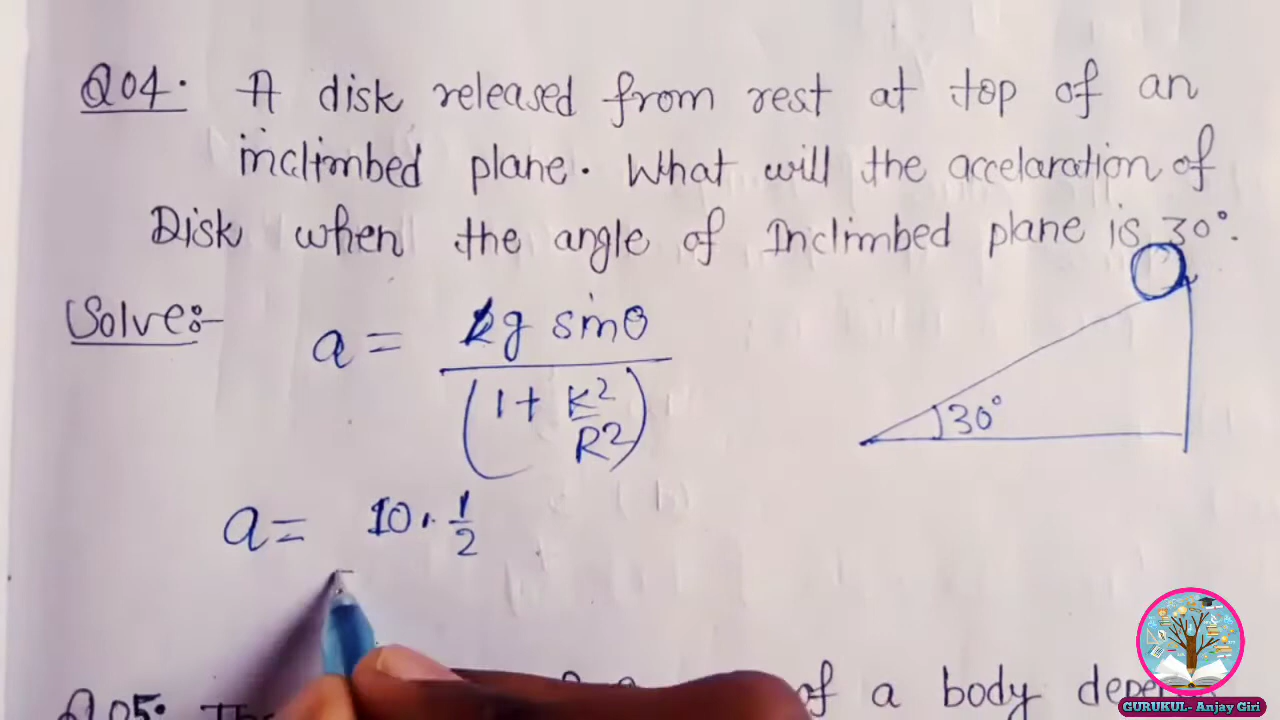 Q04. A disk released from rest at top of an
inclimbed plane. What will the accelaration of
Disk when the angle of Inclimbed plane is 30°.
Solve:-
a = g sinθ / (1 + K²/R²)
30°
a = 10 · 1/2
Q05. of a body
GURUKUL- Anjay Giri